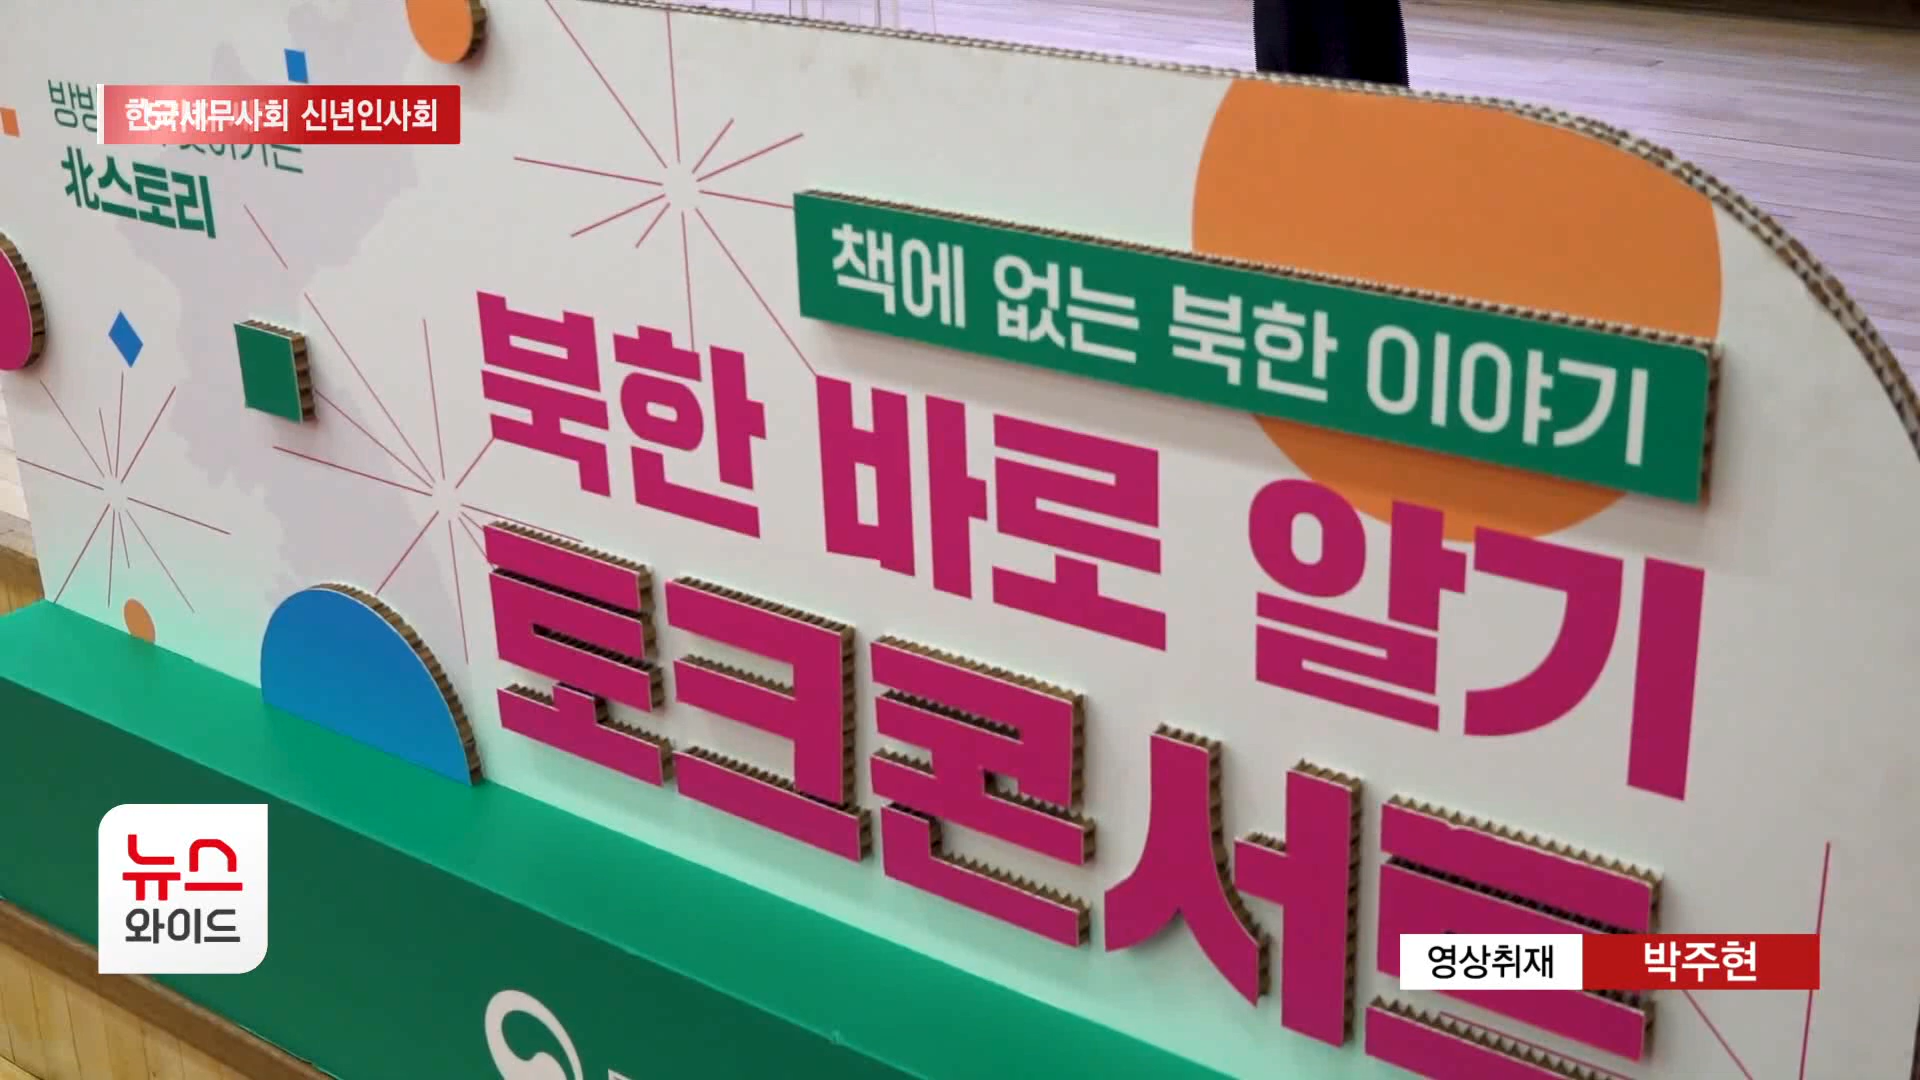 한국세무사회 신년인사회
北스토리
책에 없는 북한 이야기
북한 바로 알기
토크콘서트
뉴스
와이드
영상취재 박주현